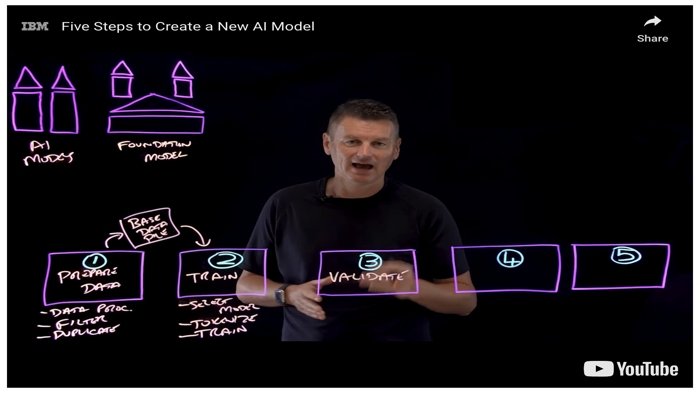 IBM
Five Steps to Create a New AI Model
Share
AI
MODELS
FOUNDATION
MODEL
BASE
DATA
PILE
1
PREPARE
DATA
2
TRAIN
3
VALIDATE
4
5
- DATA PROC.
- FILTER
- DUPLICATE
- SELECT
MODEL
- TOKENIZE
- TRAIN
YouTube